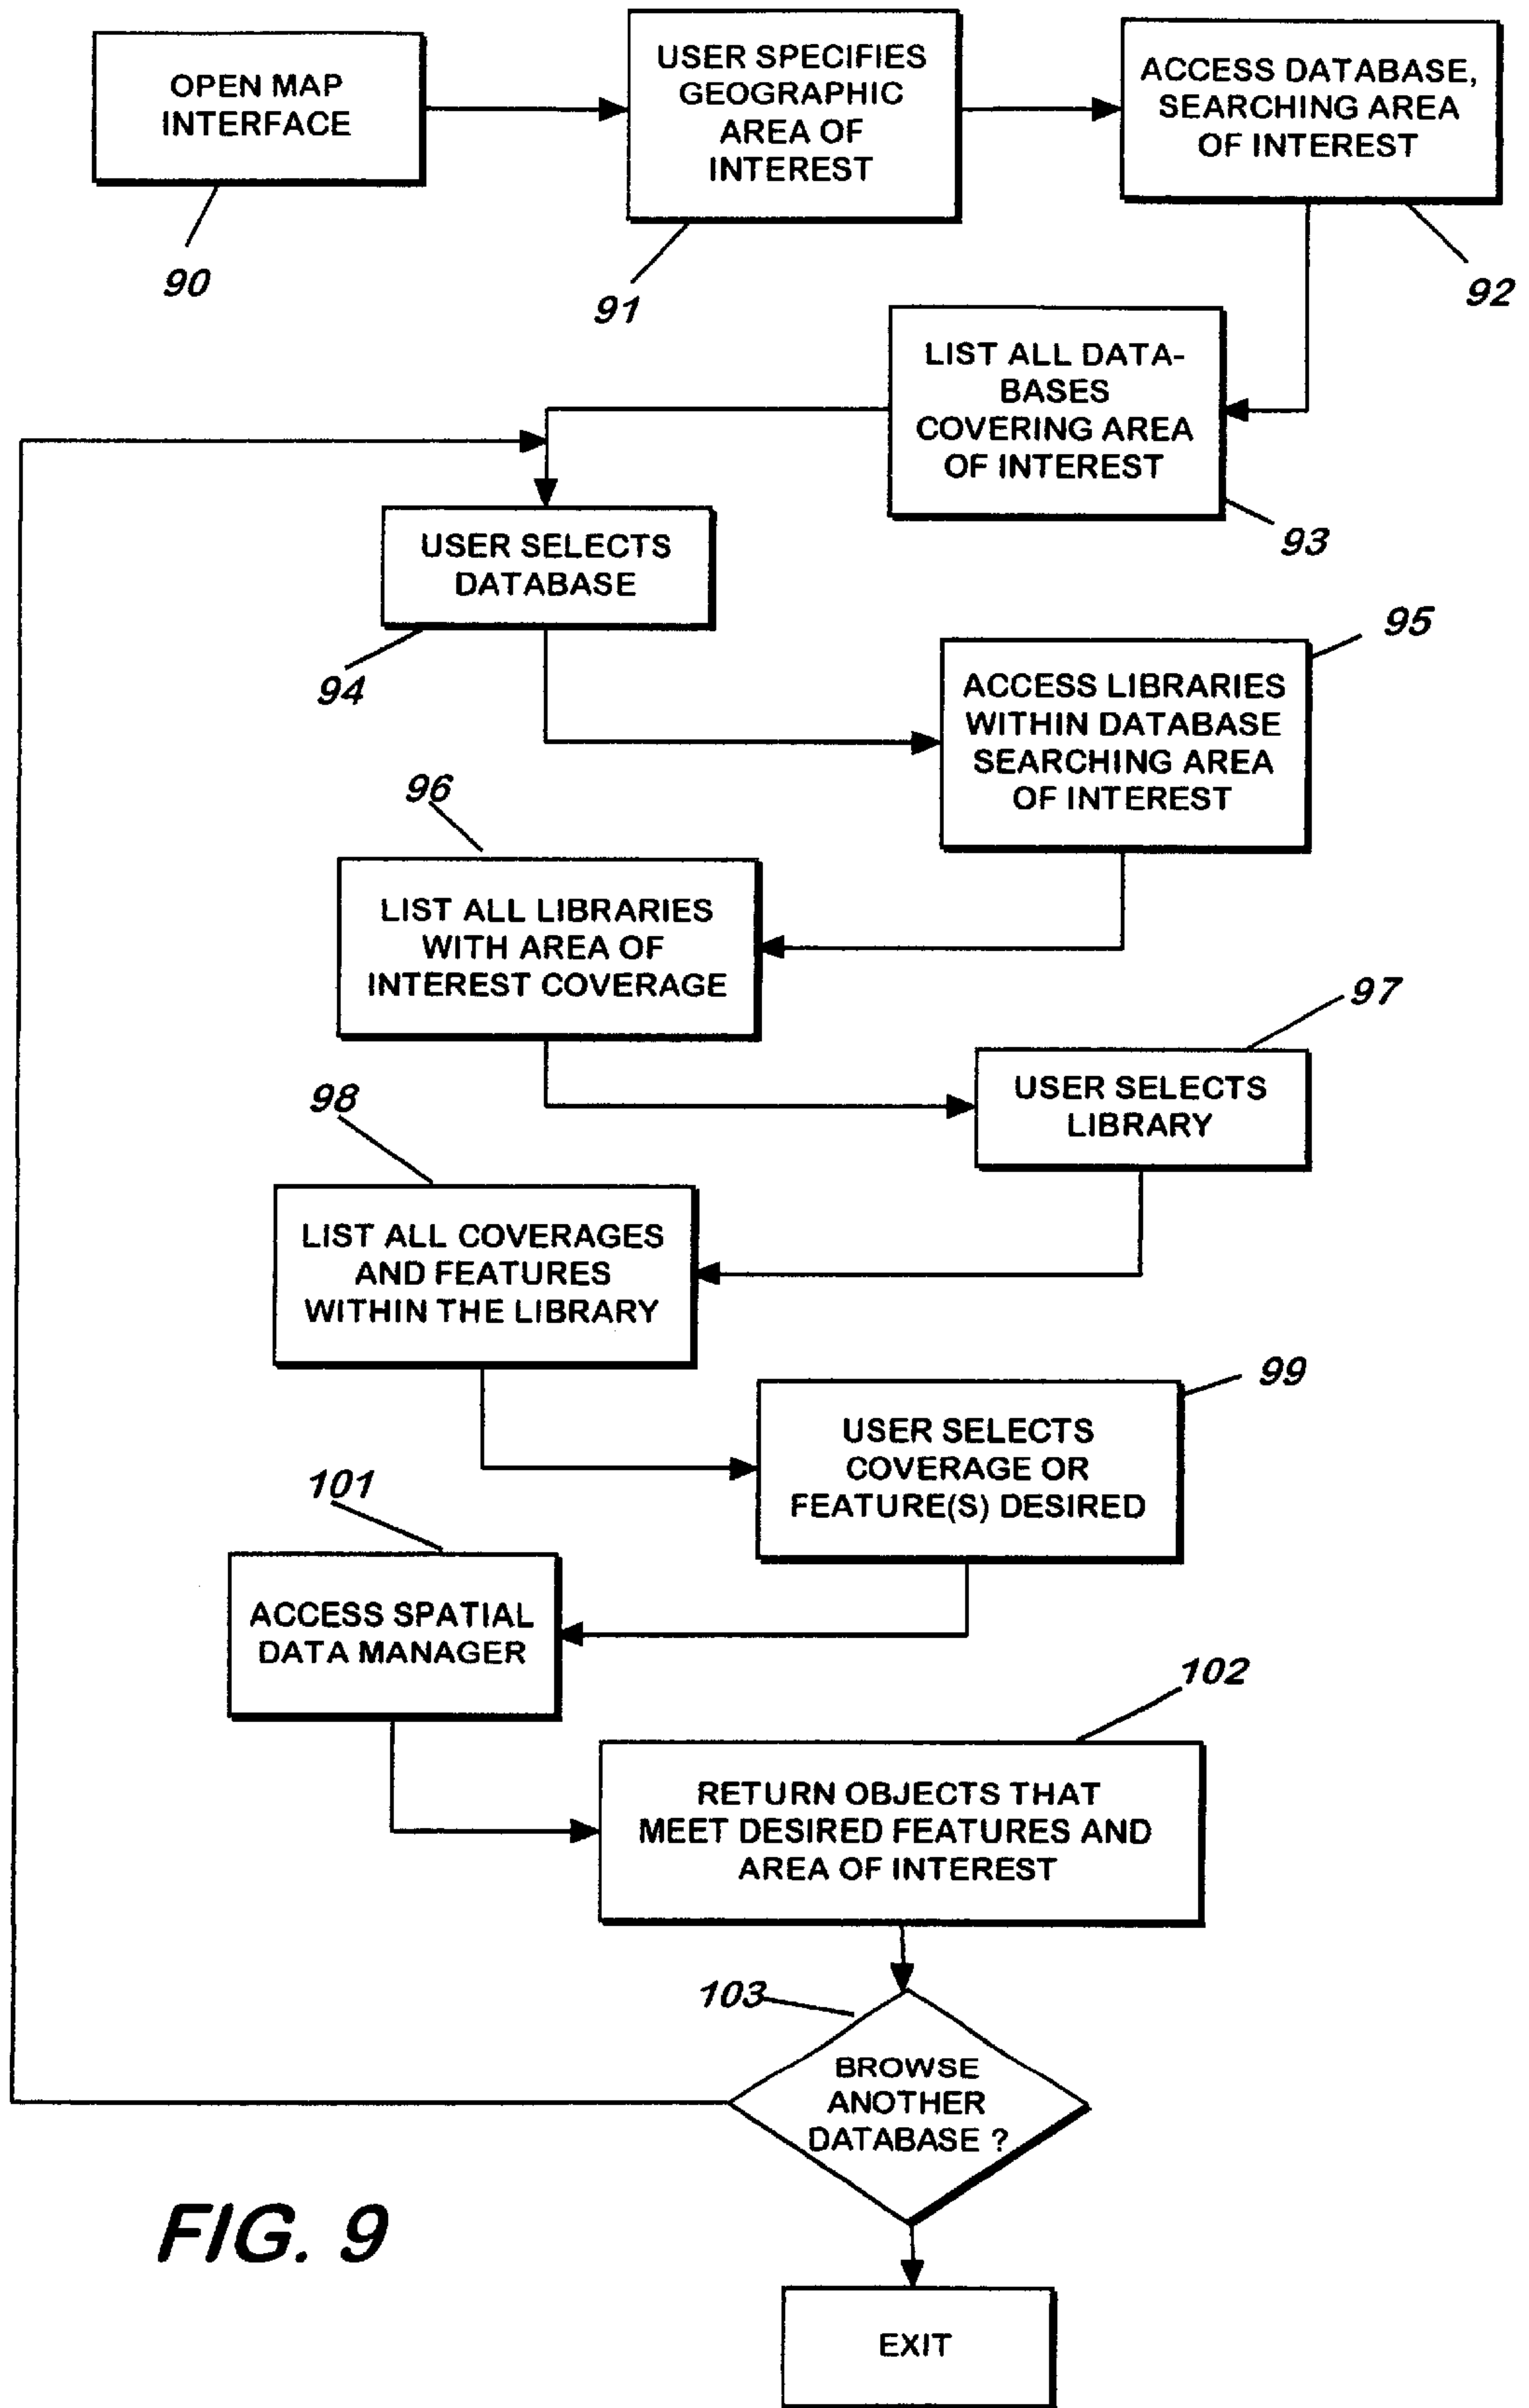 OPEN MAP
INTERFACE
90
USER SPECIFIES
GEOGRAPHIC
AREA OF
INTEREST
91
ACCESS DATABASE,
SEARCHING AREA
OF INTEREST
92
LIST ALL DATA-
BASES
COVERING AREA
OF INTEREST
93
USER SELECTS
DATABASE
94
95
ACCESS LIBRARIES
WITHIN DATABASE
SEARCHING AREA
OF INTEREST
96
LIST ALL LIBRARIES
WITH AREA OF
INTEREST COVERAGE
97
USER SELECTS
LIBRARY
98
LIST ALL COVERAGES
AND FEATURES
WITHIN THE LIBRARY
99
USER SELECTS
COVERAGE OR
FEATURE(S) DESIRED
101
ACCESS SPATIAL
DATA MANAGER
102
RETURN OBJECTS THAT
MEET DESIRED FEATURES AND
AREA OF INTEREST
103
BROWSE
ANOTHER
DATABASE ?
FIG. 9
EXIT